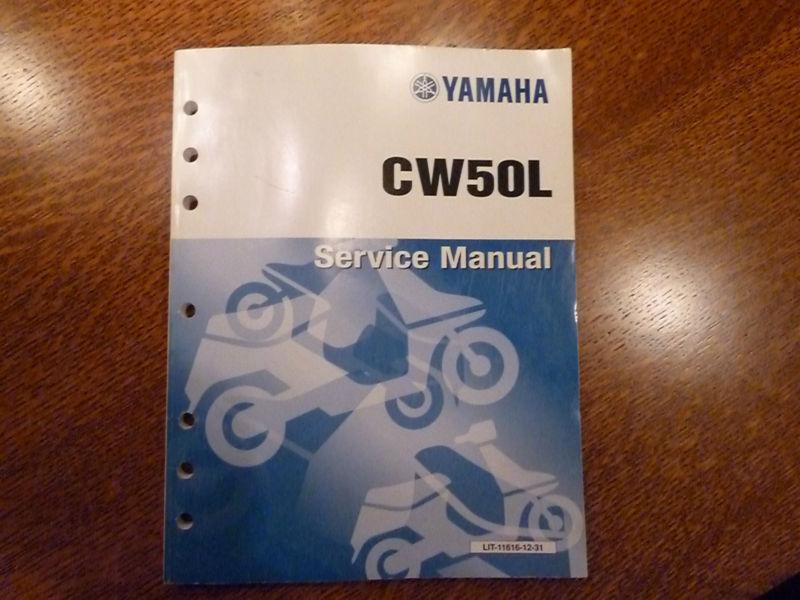 YAMAHA
CW50L
Service Manual
LIT-11616-12-31